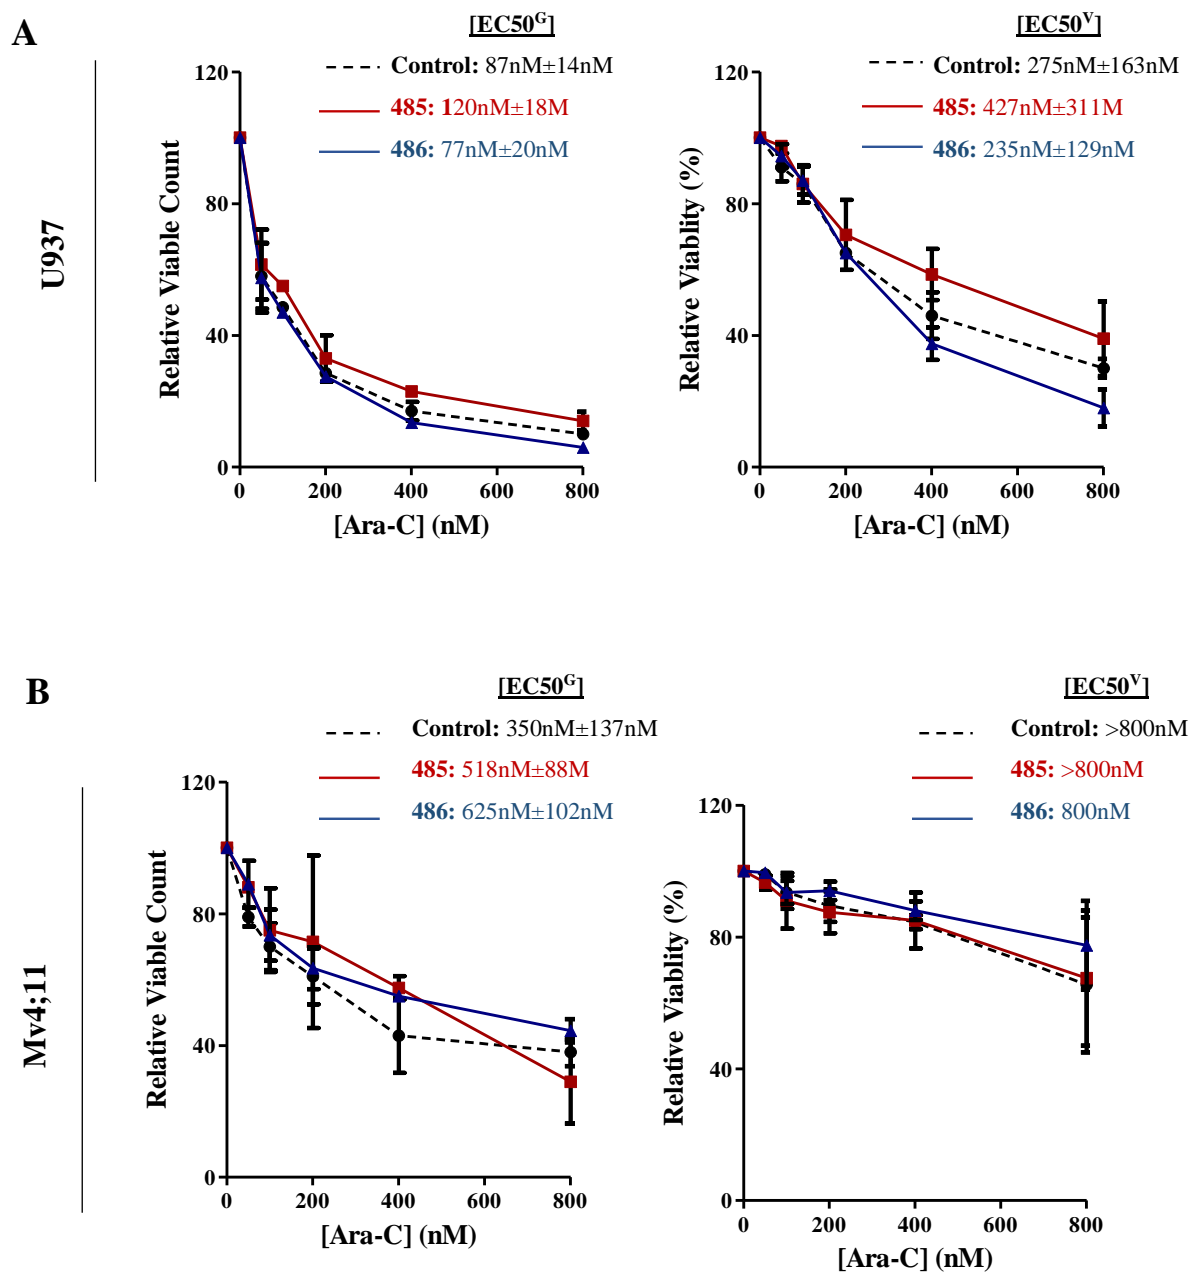 A
U937
[EC50^G]
Control: 87nM±14nM
485: 120nM±18M
486: 77nM±20nM
120
80
40
0
Relative Viable Count
0 200 400 600 800
[Ara-C] (nM)
[EC50^V]
Control: 275nM±163nM
485: 427nM±311M
486: 235nM±129nM
120
80
40
0
Relative Viablity (%)
0 200 400 600 800
[Ara-C] (nM)
B
Mv4;11
[EC50^G]
Control: 350nM±137nM
485: 518nM±88M
486: 625nM±102nM
120
80
40
0
Relative Viable Count
0 200 400 600 800
[Ara-C] (nM)
[EC50^V]
Control: >800nM
485: >800nM
486: 800nM
120
80
40
0
Relative Viablity (%)
0 200 400 600 800
[Ara-C] (nM)